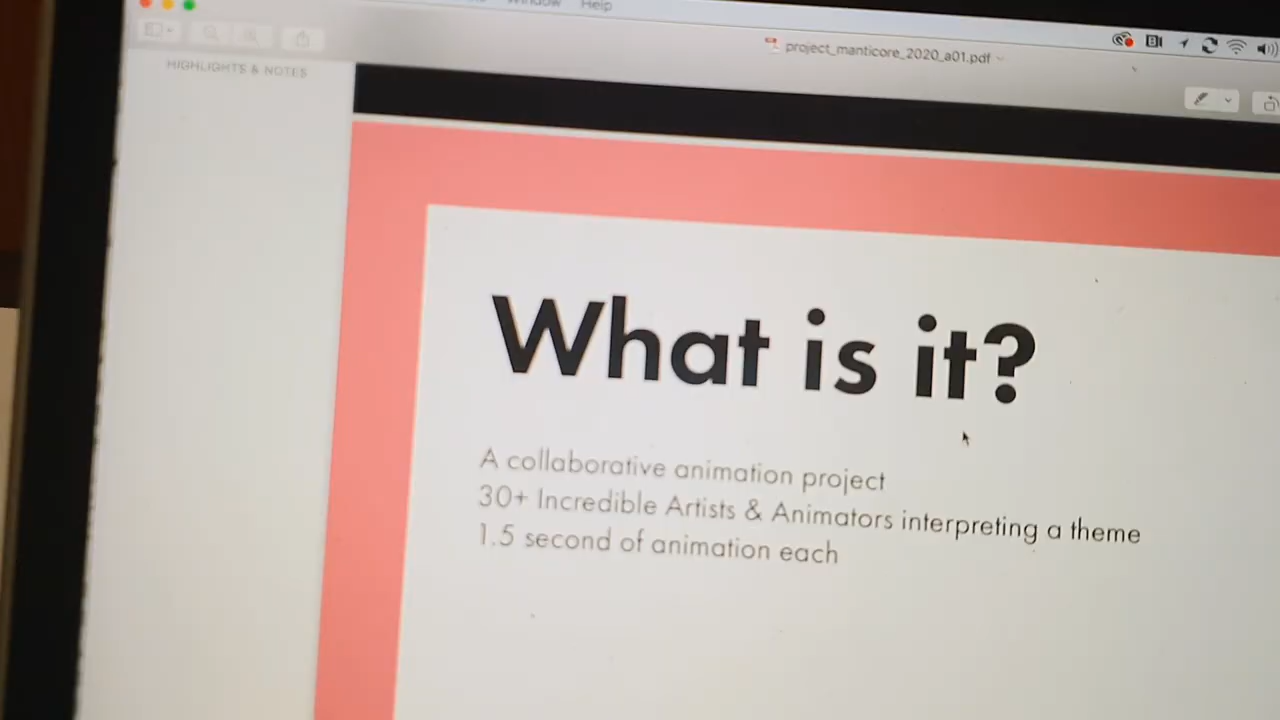 Window Help
project_manticore_2020_a01.pdf
HIGHLIGHTS & NOTES
What is it?
A collaborative animation project
30+ Incredible Artists & Animators interpreting a theme
1.5 second of animation each